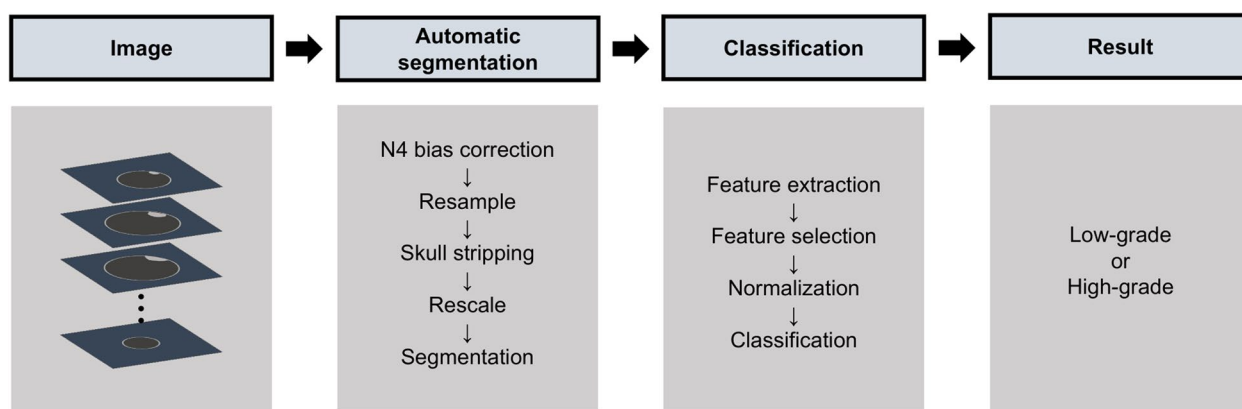 Image
Automatic
segmentation
Classification
Result
N4 bias correction
↓
Resample
↓
Skull stripping
↓
Rescale
↓
Segmentation
Feature extraction
↓
Feature selection
↓
Normalization
↓
Classification
Low-grade
or
High-grade